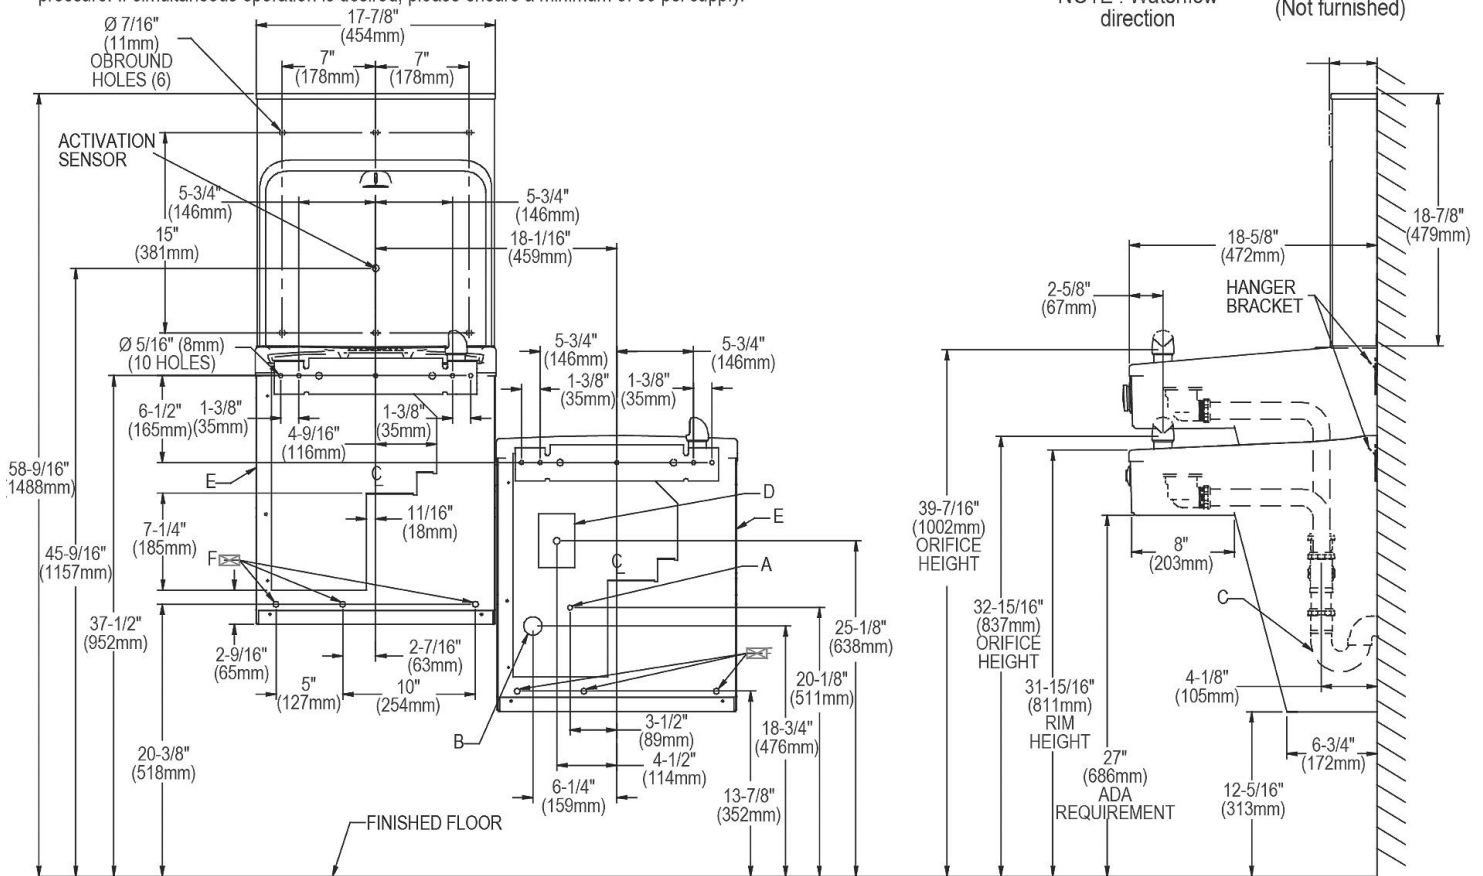 pressure. If simultaneous operation is desired, please ensure a minimum of 50 psi supply.
NOTE : Waterflow
direction
(Not furnished)
17-7/8"
(454mm)
Ø 7/16"
(11mm)
OBROUND
HOLES (6)
7"
(178mm)
7"
(178mm)
ACTIVATION
SENSOR
5-3/4"
(146mm)
5-3/4"
(146mm)
15"
(381mm)
18-1/16"
(459mm)
Ø 5/16" (8mm)
(10 HOLES)
5-3/4"
(146mm)
5-3/4"
(146mm)
1-3/8"
(35mm)
1-3/8"
(35mm)
6-1/2"
(165mm)
1-3/8"
(35mm)
1-3/8"
(35mm)
4-9/16"
(116mm)
58-9/16"
(1488mm)
E
C
L
11/16"
(18mm)
D
E
7-1/4"
(185mm)
45-9/16"
(1157mm)
F
C
L
A
37-1/2"
(952mm)
2-9/16"
(65mm)
2-7/16"
(63mm)
25-1/8"
(638mm)
F
5"
(127mm)
10"
(254mm)
20-1/8"
(511mm)
B
3-1/2"
(89mm)
18-3/4"
(476mm)
20-3/8"
(518mm)
4-1/2"
(114mm)
6-1/4"
(159mm)
13-7/8"
(352mm)
FINISHED FLOOR
18-7/8"
(479mm)
18-5/8"
(472mm)
2-5/8"
(67mm)
HANGER
BRACKET
39-7/16"
(1002mm)
ORIFICE
HEIGHT
8"
(203mm)
32-15/16"
(837mm)
ORIFICE
HEIGHT
C
31-15/16"
(811mm)
RIM
HEIGHT
4-1/8"
(105mm)
27"
(686mm)
ADA
REQUIREMENT
6-3/4"
(172mm)
12-5/16"
(313mm)